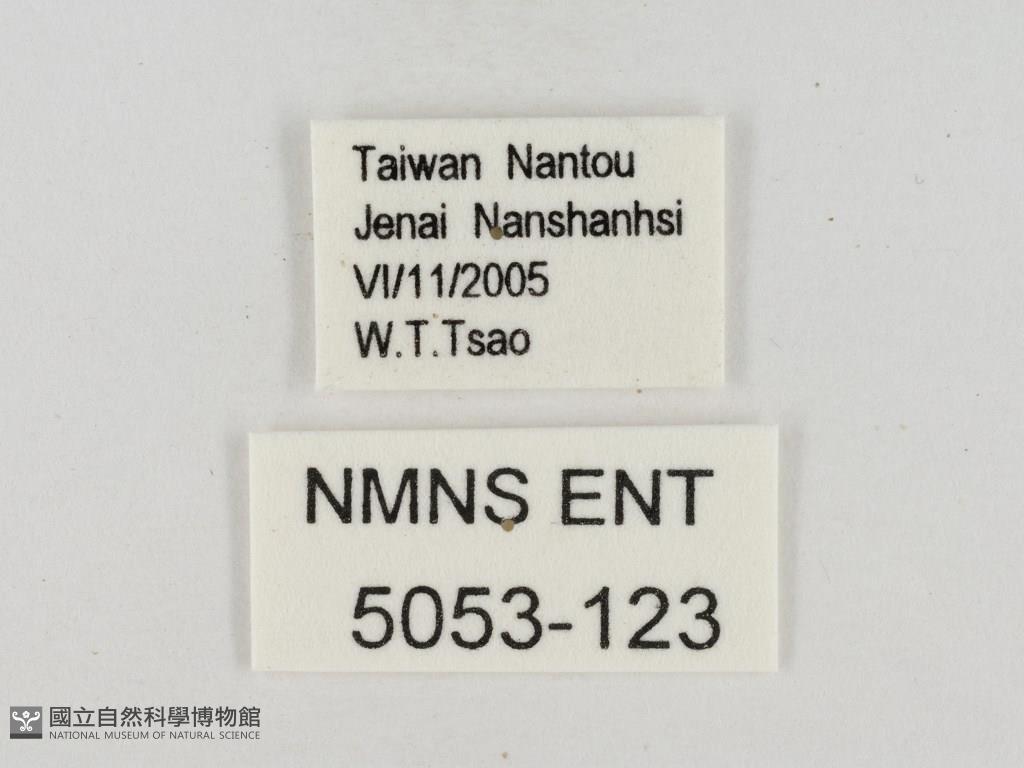 Taiwan Nantou
Jenai Nanshanhsi
VI/11/2005
W.T.Tsao
NMNS ENT
5053-123
國立自然科學博物館
NATIONAL MUSEUM OF NATURAL SCIENCE